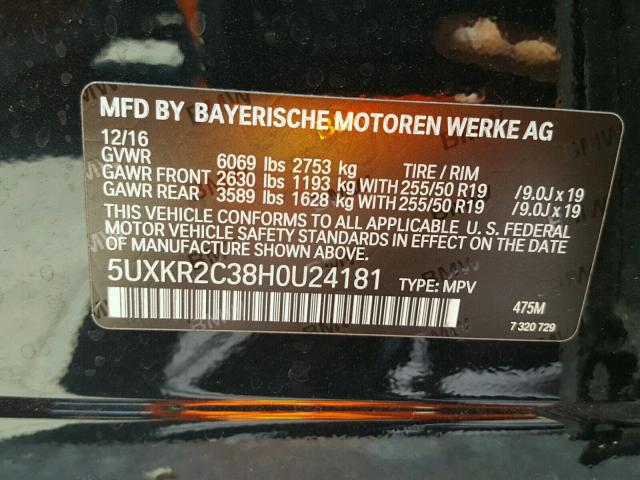 MFD BY BAYERISCHE MOTOREN WERKE AG
12/16
GVWR 6069 lbs 2753 kg TIRE / RIM
GAWR FRONT 2630 lbs 1193 kg WITH 255/50 R19 /9.0J x 19
GAWR REAR 3589 lbs 1628 kg WITH 255/50 R19 /9.0J x 19
THIS VEHICLE CONFORMS TO ALL APPLICABLE U. S. FEDERAL
MOTOR VEHICLE SAFETY STANDARDS IN EFFECT ON THE
DATE OF MANUFACTURE SHOWN ABOVE.
5UXKR2C38H0U24181 TYPE: MPV
475M
7 320 729